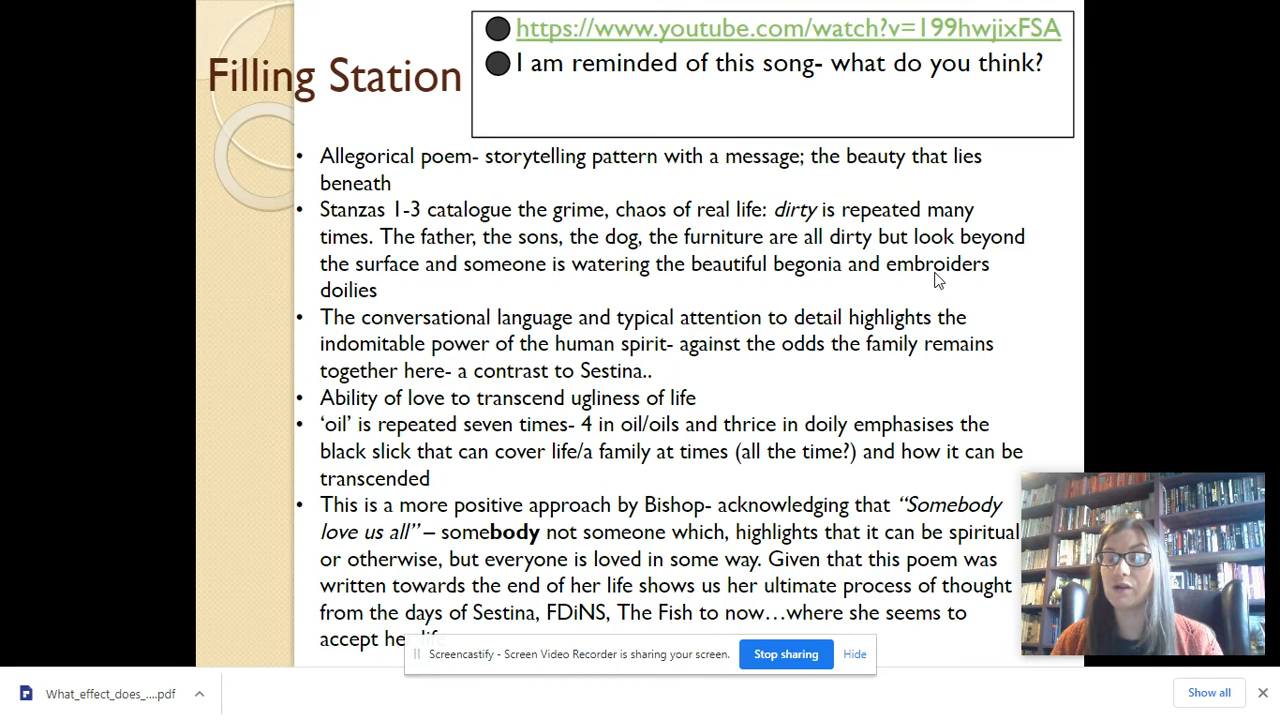 https://www.youtube.com/watch?v=199hwjixFSA
I am reminded of this song- what do you think?
Filling Station
Allegorical poem- storytelling pattern with a message; the beauty that lies
beneath
Stanzas 1-3 catalogue the grime, chaos of real life: dirty is repeated many
times. The father, the sons, the dog, the furniture are all dirty but look beyond
the surface and someone is watering the beautiful begonia and embroiders
doilies
The conversational language and typical attention to detail highlights the
indomitable power of the human spirit- against the odds the family remains
together here- a contrast to Sestina..
Ability of love to transcend ugliness of life
‘oil’ is repeated seven times- 4 in oil/oils and thrice in doily emphasises the
black slick that can cover life/a family at times (all the time?) and how it can be
transcended
This is a more positive approach by Bishop- acknowledging that “Somebody
love us all” – somebody not someone which, highlights that it can be spiritual
or otherwise, but everyone is loved in some way. Given that this poem was
written towards the end of her life shows us her ultimate process of thought
from the days of Sestina, FDiNS, The Fish to now…where she seems to
accept
Screencastify - Screen Video Recorder is sharing your screen.
Stop sharing
Hide
What_effect_does_....pdf
Show all